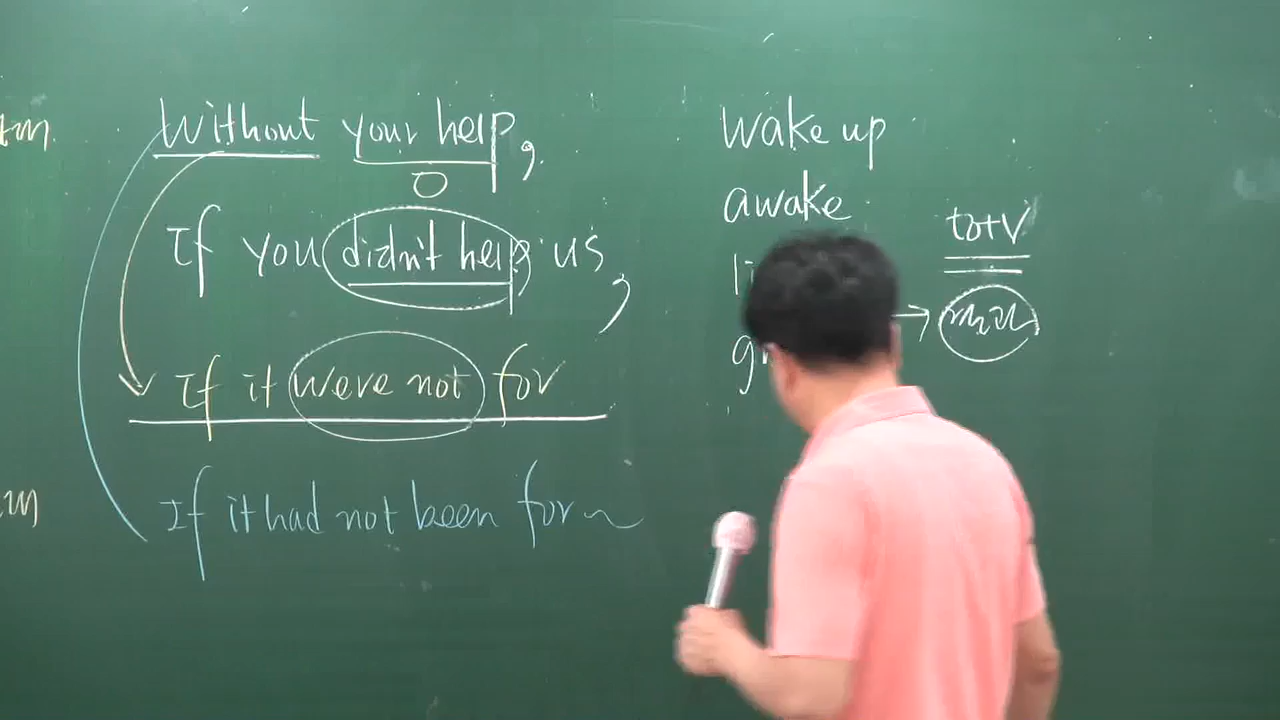 Without your help,
O
If you didn't help us,
If it were not for
If it had not been for ~
wake up
awake
to+V
→